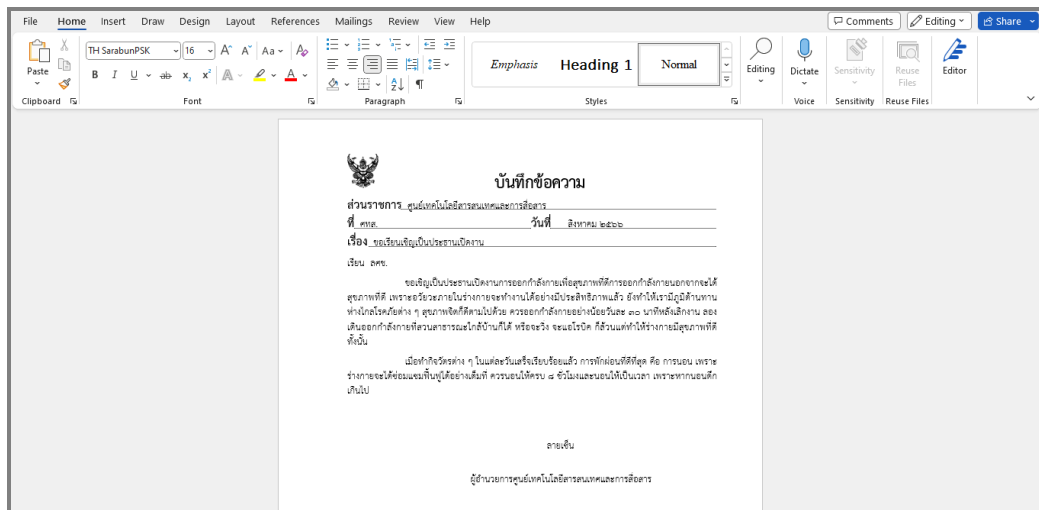 File Home Insert Draw Design Layout References Mailings Review View Help Comments Editing Share
TH SarabunPSK 16 Aa
Emphasis Heading 1 Normal
Paste Editing Dictate Sensitivity Reuse Files Editor
Clipboard Font Paragraph Styles Voice Sensitivity Reuse Files
บันทึกข้อความ
ส่วนราชการ ศูนย์เทคโนโลยีสารสนเทศและการสื่อสาร
ที่ ศทส. วันที่ สิงหาคม ๒๕๖๖
เรื่อง ขอเรียนเชิญเป็นประธานเปิดงาน
เรียน ลศข.
ขอเชิญเป็นประธานเปิดงานการออกกำลังกายเพื่อสุขภาพที่ดีการออกกำลังกายนอกจากจะได้
สุขภาพที่ดี เพราะอวัยวะภายในร่างกายจะทำงานได้อย่างมีประสิทธิภาพแล้ว ยังทำให้เรามีภูมิต้านทาน
ห่างไกลโรคภัยต่าง ๆ สุขภาพจิตก็ดีตามไปด้วย ควรออกกำลังกายอย่างน้อยวันละ ๓๐ นาทีหลังเลิกงาน ลอง
เดินออกกำลังกายที่สวนสาธารณะใกล้บ้านก็ได้ หรือจะวิ่ง จะแอโรบิค ก็ล้วนแต่ทำให้ร่างกายมีสุขภาพที่ดี
ทั้งนั้น
เมื่อทำกิจวัตรต่าง ๆ ในแต่ละวันเสร็จเรียบร้อยแล้ว การพักผ่อนที่ดีที่สุด คือ การนอน เพราะ
ร่างกายจะได้ซ่อมแซมฟื้นฟูได้อย่างเต็มที่ ควรนอนให้ครบ ๘ ชั่วโมงและนอนให้เป็นเวลา เพราะหากนอนดึก
เกินไป
ลายเซ็น
ผู้อำนวยการศูนย์เทคโนโลยีสารสนเทศและการสื่อสาร